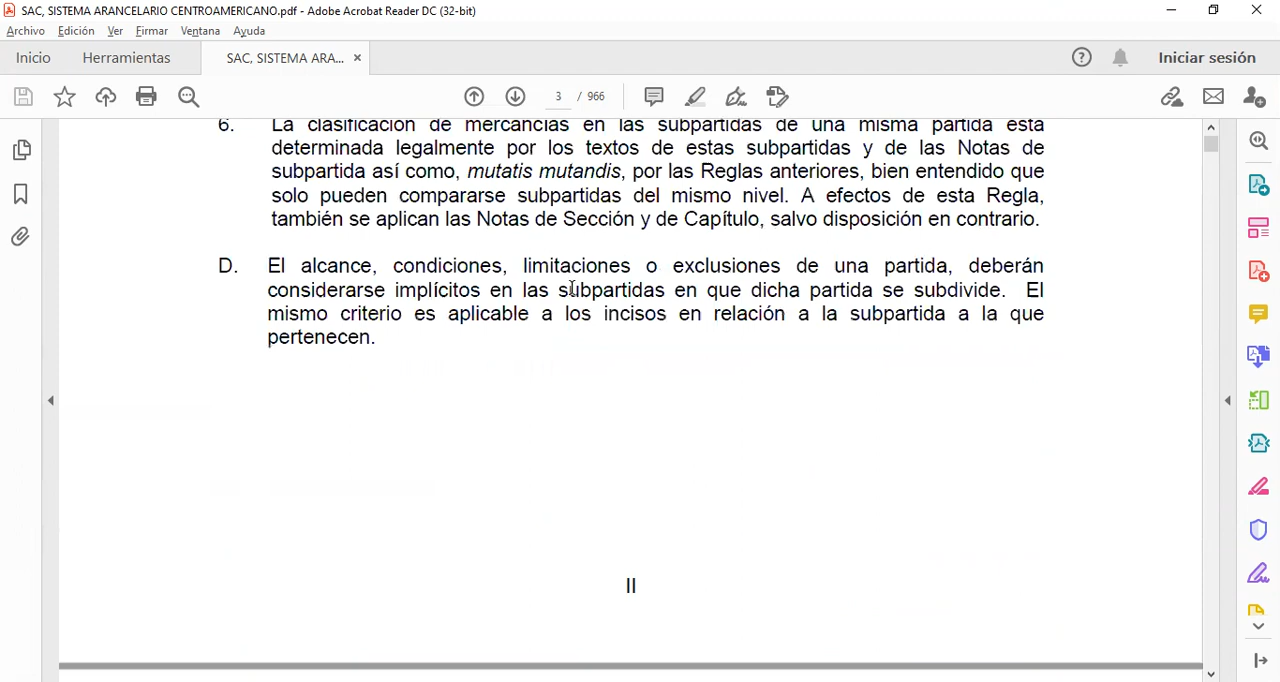 SAC, SISTEMA ARANCELARIO CENTROAMERICANO.pdf - Adobe Acrobat Reader DC (32-bit)
Archivo Edición Ver Firmar Ventana Ayuda
Inicio Herramientas SAC, SISTEMA ARA... × Iniciar sesión
3 / 966
6. La clasificación de mercancías en las subpartidas de una misma partida está
determinada legalmente por los textos de estas subpartidas y de las Notas de
subpartida así como, mutatis mutandis, por las Reglas anteriores, bien entendido que
solo pueden compararse subpartidas del mismo nivel. A efectos de esta Regla,
también se aplican las Notas de Sección y de Capítulo, salvo disposición en contrario.
D. El alcance, condiciones, limitaciones o exclusiones de una partida, deberán
considerarse implícitos en las subpartidas en que dicha partida se subdivide. El
mismo criterio es aplicable a los incisos en relación a la subpartida a la que
pertenecen.
II